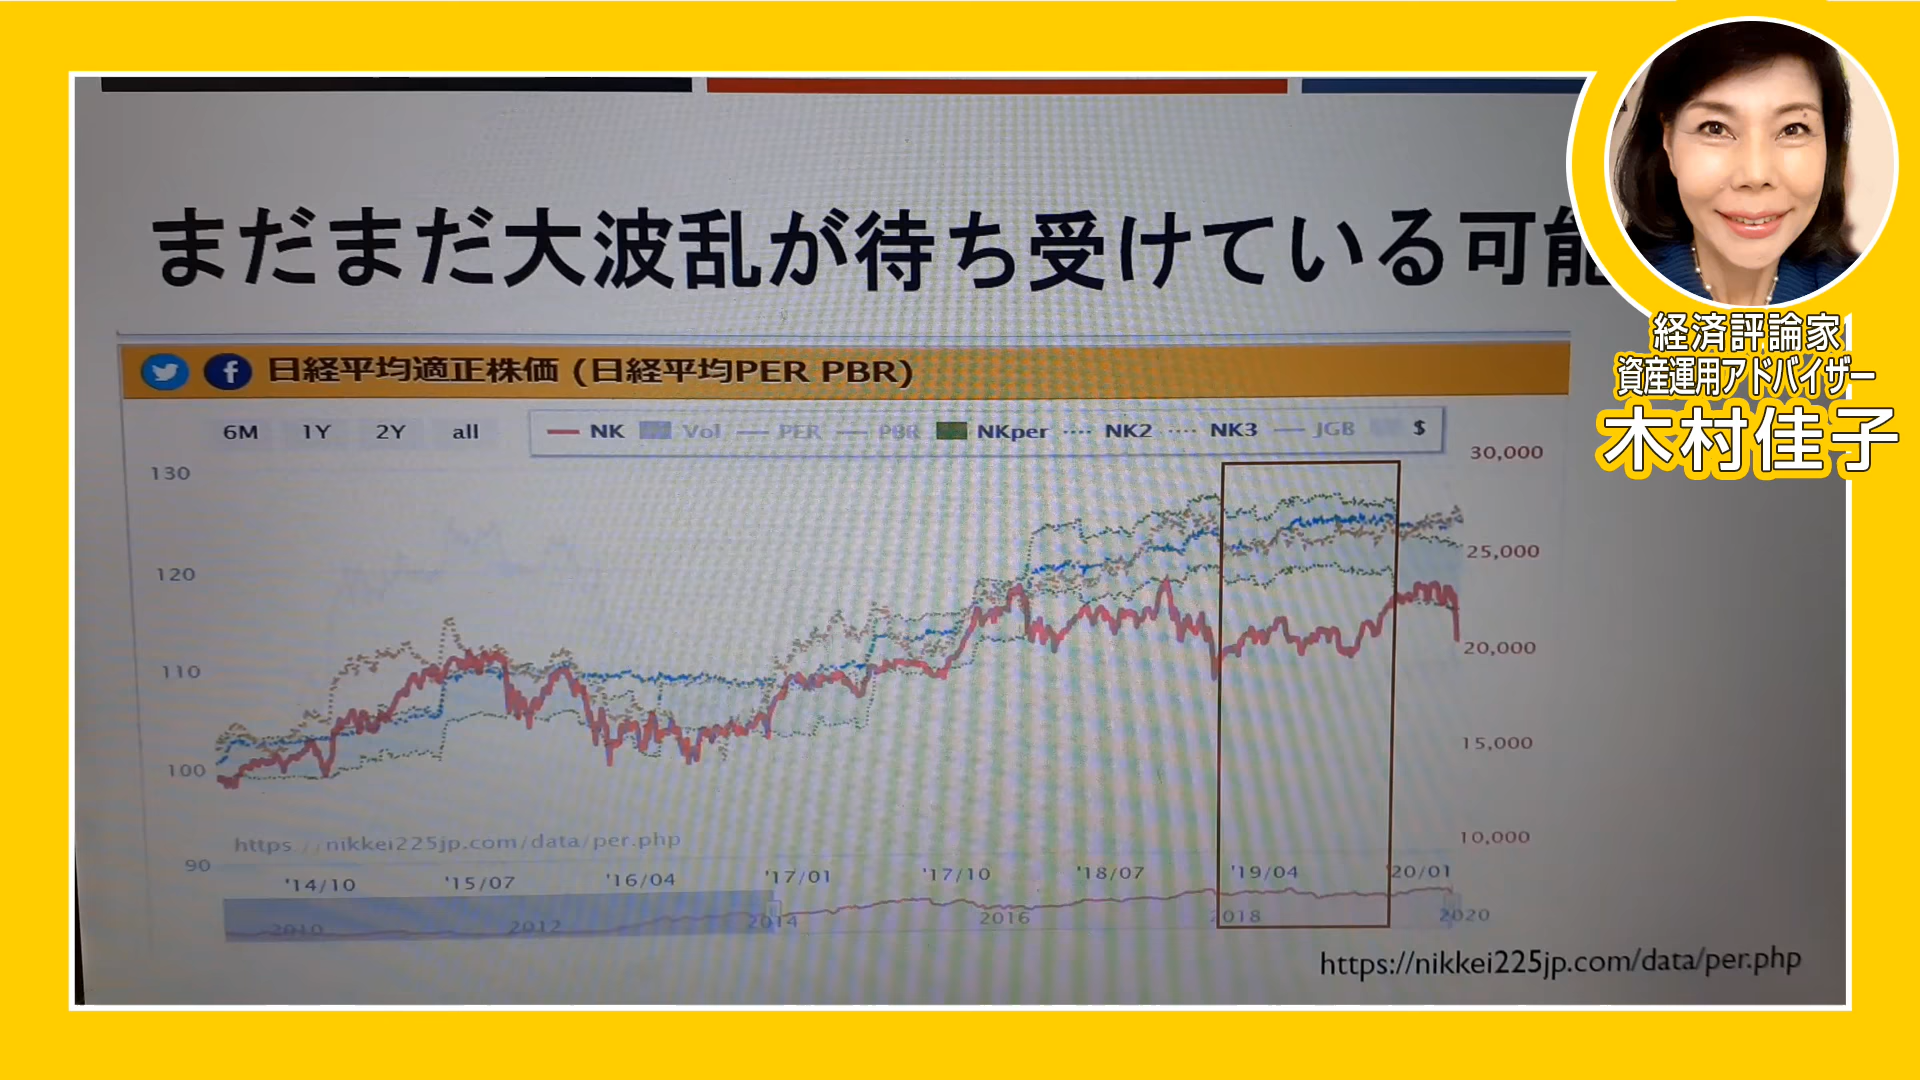 まだまだ大波乱が待ち受けている可能
経済評論家
資産運用アドバイザー
木村佳子
日経平均適正株価 (日経平均PER PBR)
6M 1Y 2Y all
NK Vol PER PBR NKper NK2 NK3 JGB $
130
120
110
100
90
30,000
25,000
20,000
15,000
10,000
https://nikkei225jp.com/data/per.php
'14/10 '15/07 '16/04 '17/01 '17/10 '18/07 '19/04 '20/01
2010 2012 2014 2016 2018 2020
https://nikkei225jp.com/data/per.php